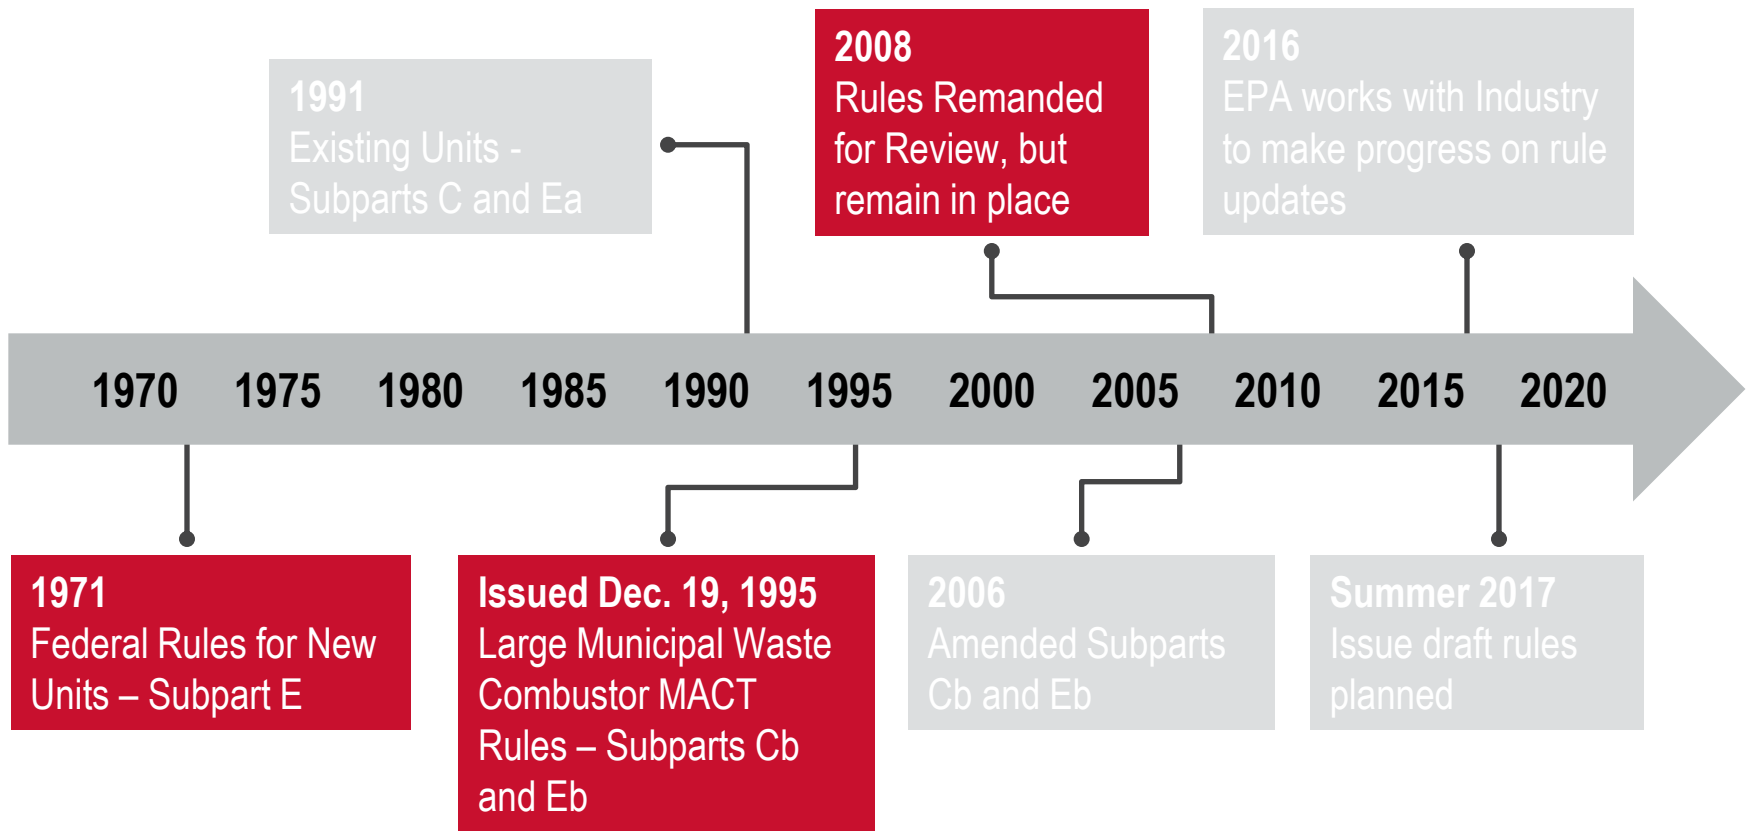 1991
Existing Units -
Subparts C and Ea
2008
Rules Remanded
for Review, but
remain in place
2016
EPA works with Industry
to make progress on rule
updates
1970 1975 1980 1985 1990 1995 2000 2005 2010 2015 2020
1971
Federal Rules for New
Units – Subpart E
Issued Dec. 19, 1995
Large Municipal Waste
Combustor MACT
Rules – Subparts Cb
and Eb
2006
Amended Subparts
Cb and Eb
Summer 2017
Issue draft rules
planned